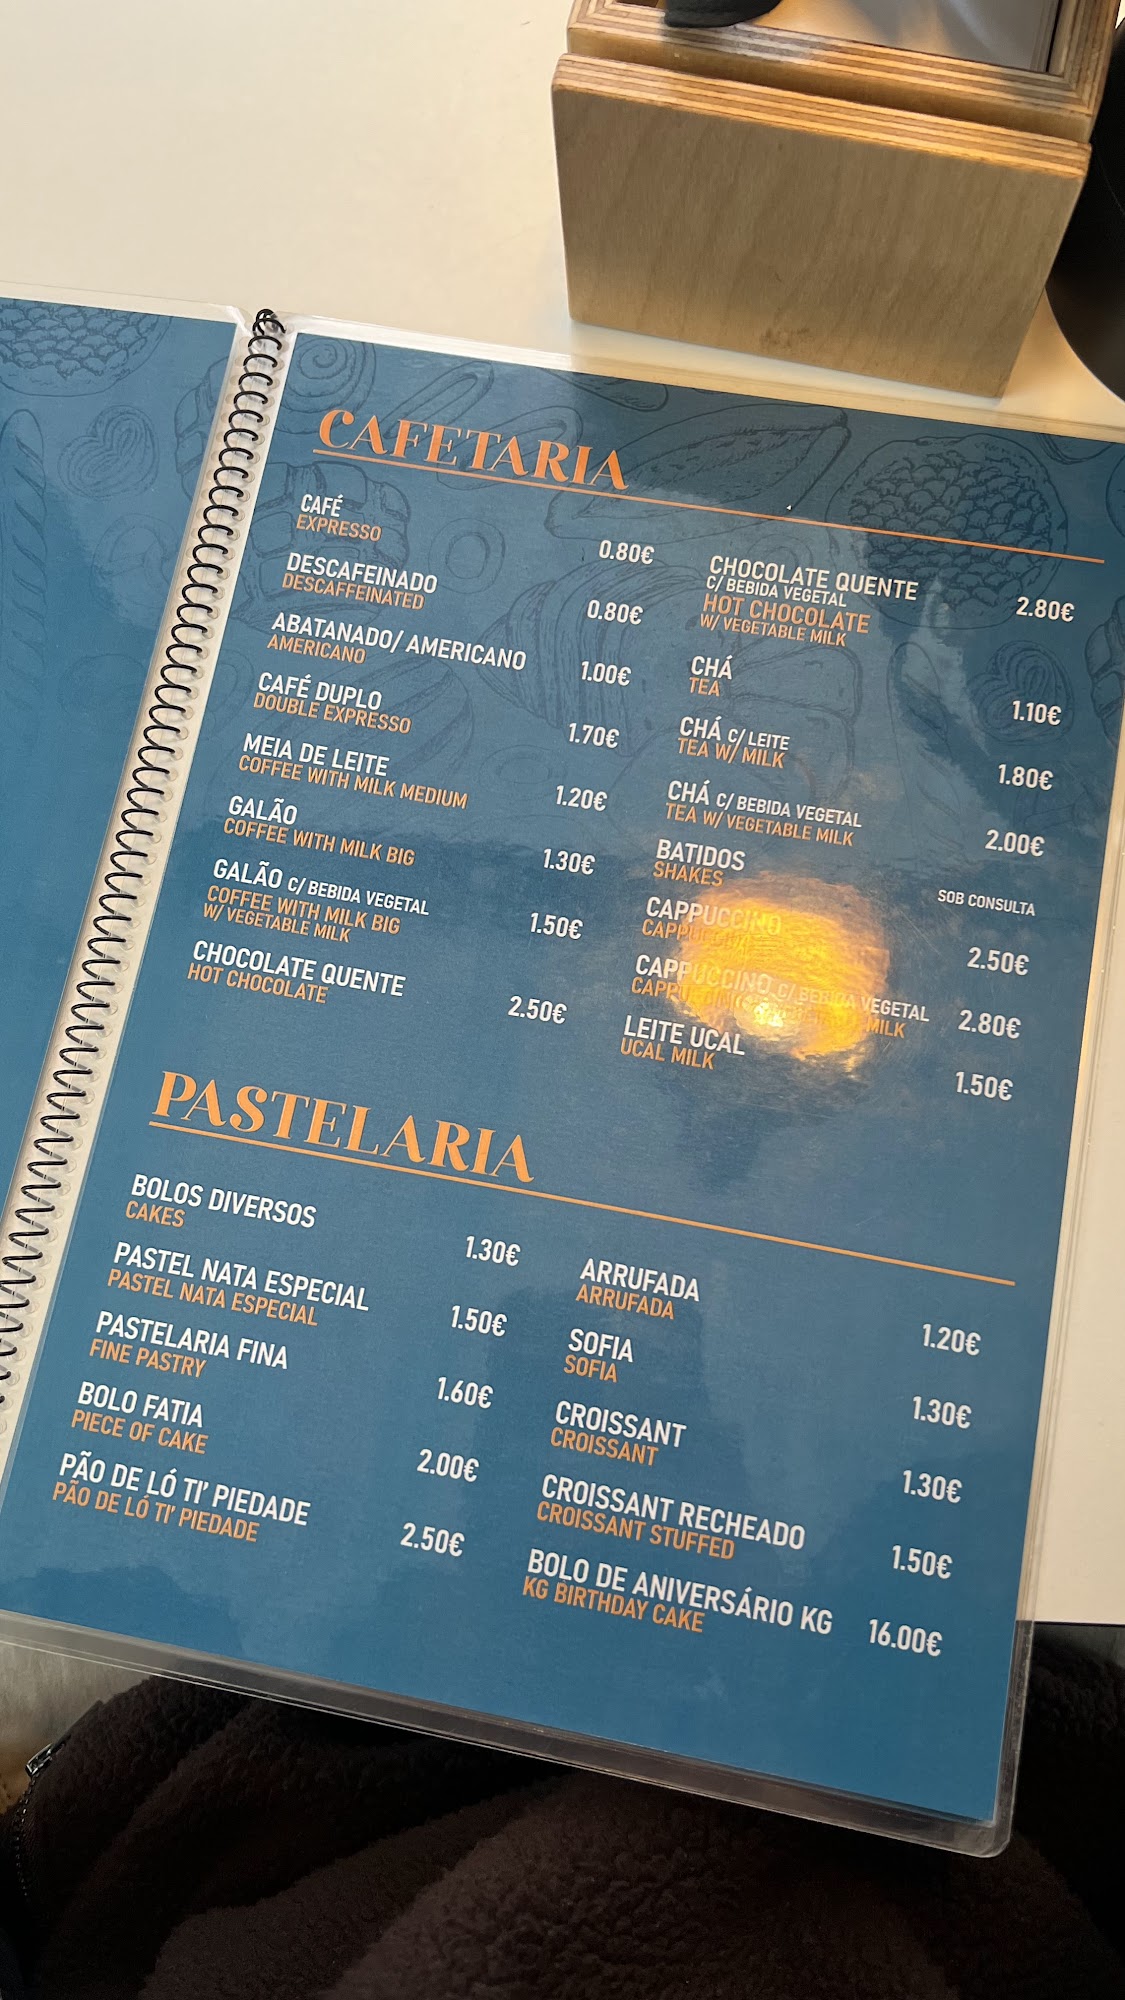 CAFETARIA
CAFÉ
EXPRESSO
0.80€
DESCAFEINADO
DESCAFFEINATED
0.80€
ABATANADO/ AMERICANO
AMERICANO
1.00€
CAFÉ DUPLO
DOUBLE EXPRESSO
1.70€
MEIA DE LEITE
COFFEE WITH MILK MEDIUM
1.20€
GALÃO
COFFEE WITH MILK BIG
1.30€
GALÃO C/ BEBIDA VEGETAL
COFFEE WITH MILK BIG
W/ VEGETABLE MILK
1.50€
CHOCOLATE QUENTE
HOT CHOCOLATE
2.50€
CHOCOLATE QUENTE
C/ BEBIDA VEGETAL
HOT CHOCOLATE
W/ VEGETABLE MILK
2.80€
CHÁ
TEA
1.10€
CHÁ C/ LEITE
TEA W/ MILK
1.80€
CHÁ C/ BEBIDA VEGETAL
TEA W/ VEGETABLE MILK
2.00€
BATIDOS
SHAKES
SOB CONSULTA
CAPPUCCINO
CAPPUCCINO
2.50€
CAPPUCCINO C/ BEBIDA VEGETAL
MILK
2.80€
LEITE UCAL
UCAL MILK
1.50€
PASTELARIA
BOLOS DIVERSOS
CAKES
1.30€
PASTEL NATA ESPECIAL
PASTEL NATA ESPECIAL
1.50€
PASTELARIA FINA
FINE PASTRY
1.60€
BOLO FATIA
PIECE OF CAKE
2.00€
PÃO DE LÓ TI' PIEDADE
PÃO DE LÓ TI' PIEDADE
2.50€
ARRUFADA
ARRUFADA
1.20€
SOFIA
SOFIA
1.30€
CROISSANT
CROISSANT
1.30€
CROISSANT RECHEADO
CROISSANT STUFFED
1.50€
BOLO DE ANIVERSÁRIO KG
KG BIRTHDAY CAKE
16.00€